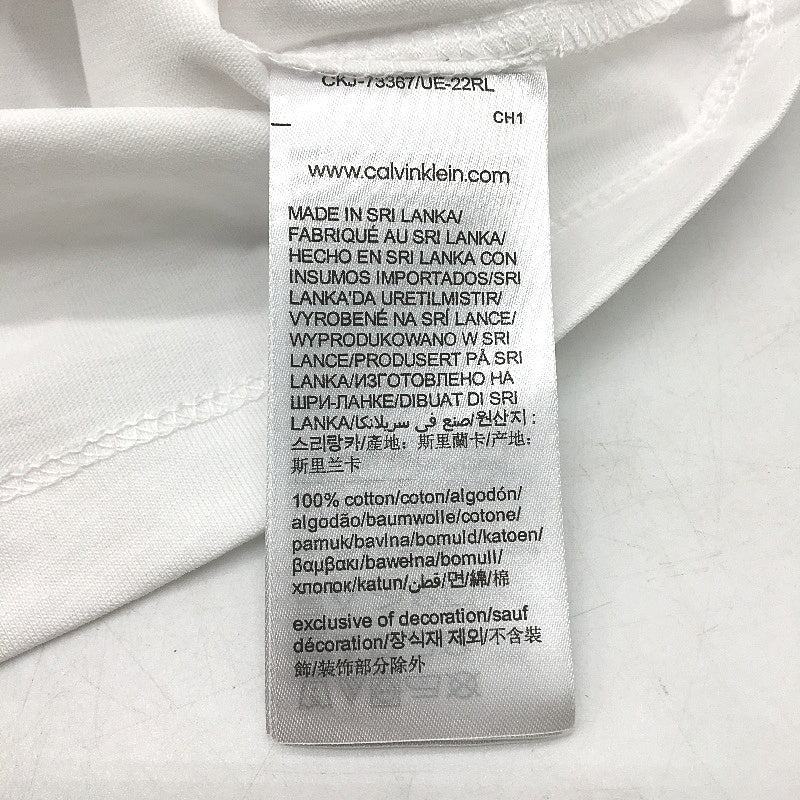 CKJ-73367/UE-22RL
CH1
www.calvinklein.com
MADE IN SRI LANKA/
FABRIQUÉ AU SRI LANKA/
HECHO EN SRI LANKA CON
INSUMOS IMPORTADOS/SRI
LANKA'DA URETILMISTIR/
VYROBENÉ NA SRÍ LANCE/
WYPRODUKOWANO W SRI
LANCE/PRODUSERT PÅ SRI
LANKA/ИЗГОТОВЛЕНО НА
ШРИ-ЛАНКЕ/DIBUAT DI SRI
LANKA/صنع في سريلانكا/원산지 :
스리랑카/產地：斯里蘭卡/产地：
斯里兰卡
100% cotton/coton/algodón/
algodão/baumwolle/cotone/
pamuk/bavlna/bomuld/katoen/
βαμβακι/bawełna/bomull/
хлопок/katun/قطن/면/綿/棉
exclusive of decoration/sauf
décoration/장식재 제외/不含裝
飾/装饰部分除外